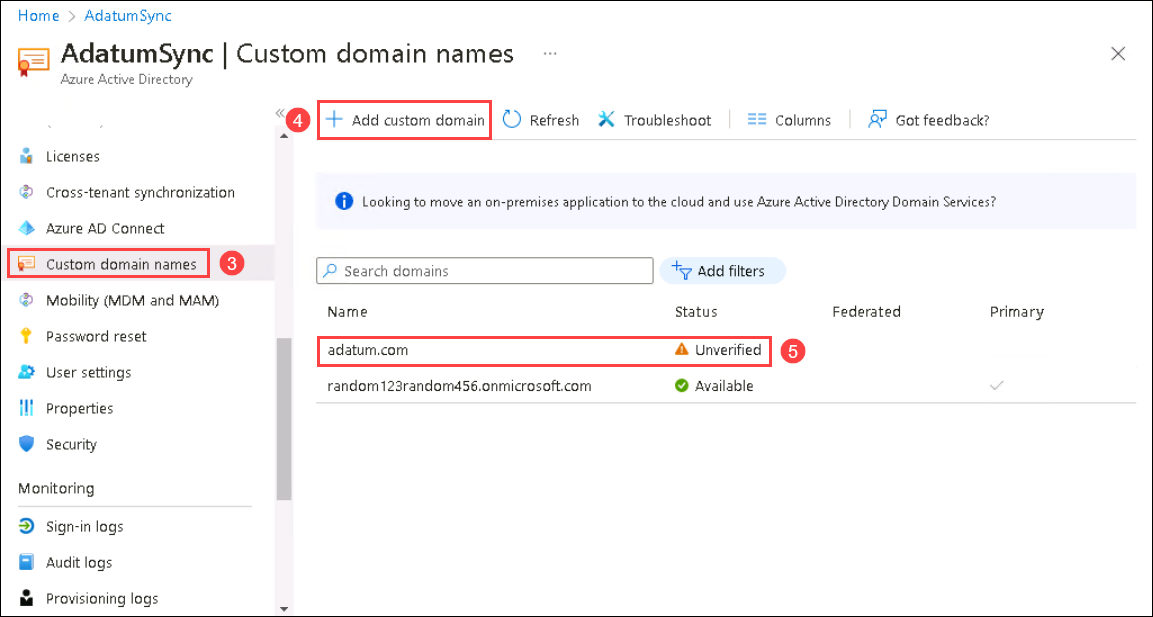 Home > AdatumSync
AdatumSync | Custom domain names ...
Azure Active Directory
«
4
+ Add custom domain
Refresh
Troubleshoot
Columns
Got feedback?
Licenses
Cross-tenant synchronization
Azure AD Connect
Custom domain names 3
Mobility (MDM and MAM)
Password reset
User settings
Properties
Security
Monitoring
Sign-in logs
Audit logs
Provisioning logs
Looking to move an on-premises application to the cloud and use Azure Active Directory Domain Services?
Search domains
Add filters
Name Status Federated Primary
adatum.com Unverified 5
random123random456.onmicrosoft.com Available